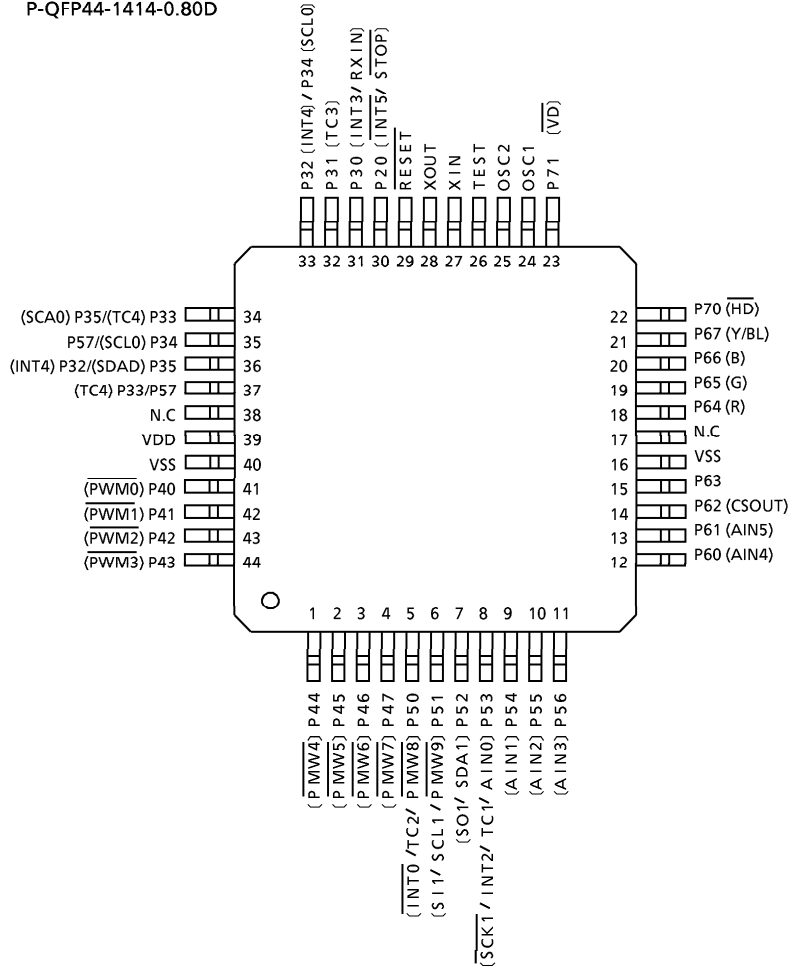 P-QFP44-1414-0.80D
P32 (INT4) / P34 (SCL0)
P31 (TC3)
P30 (INT3/ RXIN)
P20 (INT5/ STOP)
RESET
XOUT
XIN
TEST
OSC2
OSC1
P71 (VD)
33 32 31 30 29 28 27 26 25 24 23
(SCA0) P35/(TC4) P33 34
P57/(SCL0) P34 35
(INT4) P32/(SDAD) P35 36
(TC4) P33/P57 37
N.C 38
VDD 39
VSS 40
(PWM0) P40 41
(PWM1) P41 42
(PWM2) P42 43
(PWM3) P43 44
22 P70 (HD)
21 P67 (Y/BL)
20 P66 (B)
19 P65 (G)
18 P64 (R)
17 N.C
16 VSS
15 P63
14 P62 (CSOUT)
13 P61 (AIN5)
12 P60 (AIN4)
1 2 3 4 5 6 7 8 9 10 11
(PMW4) P44
(PMW5) P45
(PMW6) P46
(PMW7) P47
(INT0 /TC2/ PMW8) P50
(SI1/ SCL1 / PMW9) P51
(SO1/ SDA1) P52
(SCK1 / INT2/ TC1/ AIN0) P53
(AIN1) P54
(AIN2) P55
(AIN3) P56